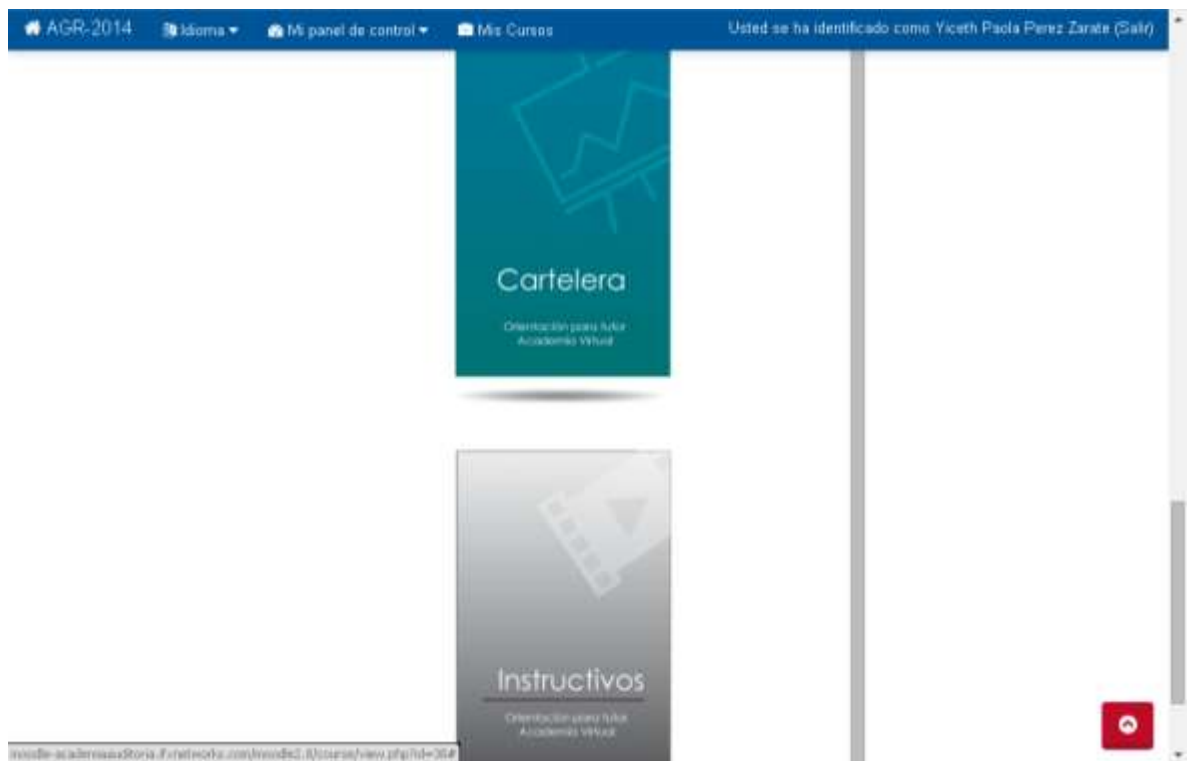 AGR-2014 Idioma Mi panel de control Mis Cursos Usted se ha identificado como Yiceth Paola Perez Zarate (Salir)
Cartelera
Orientación para tutor
Academia Virtual
Instructivos
Orientación para tutor
Academia Virtual